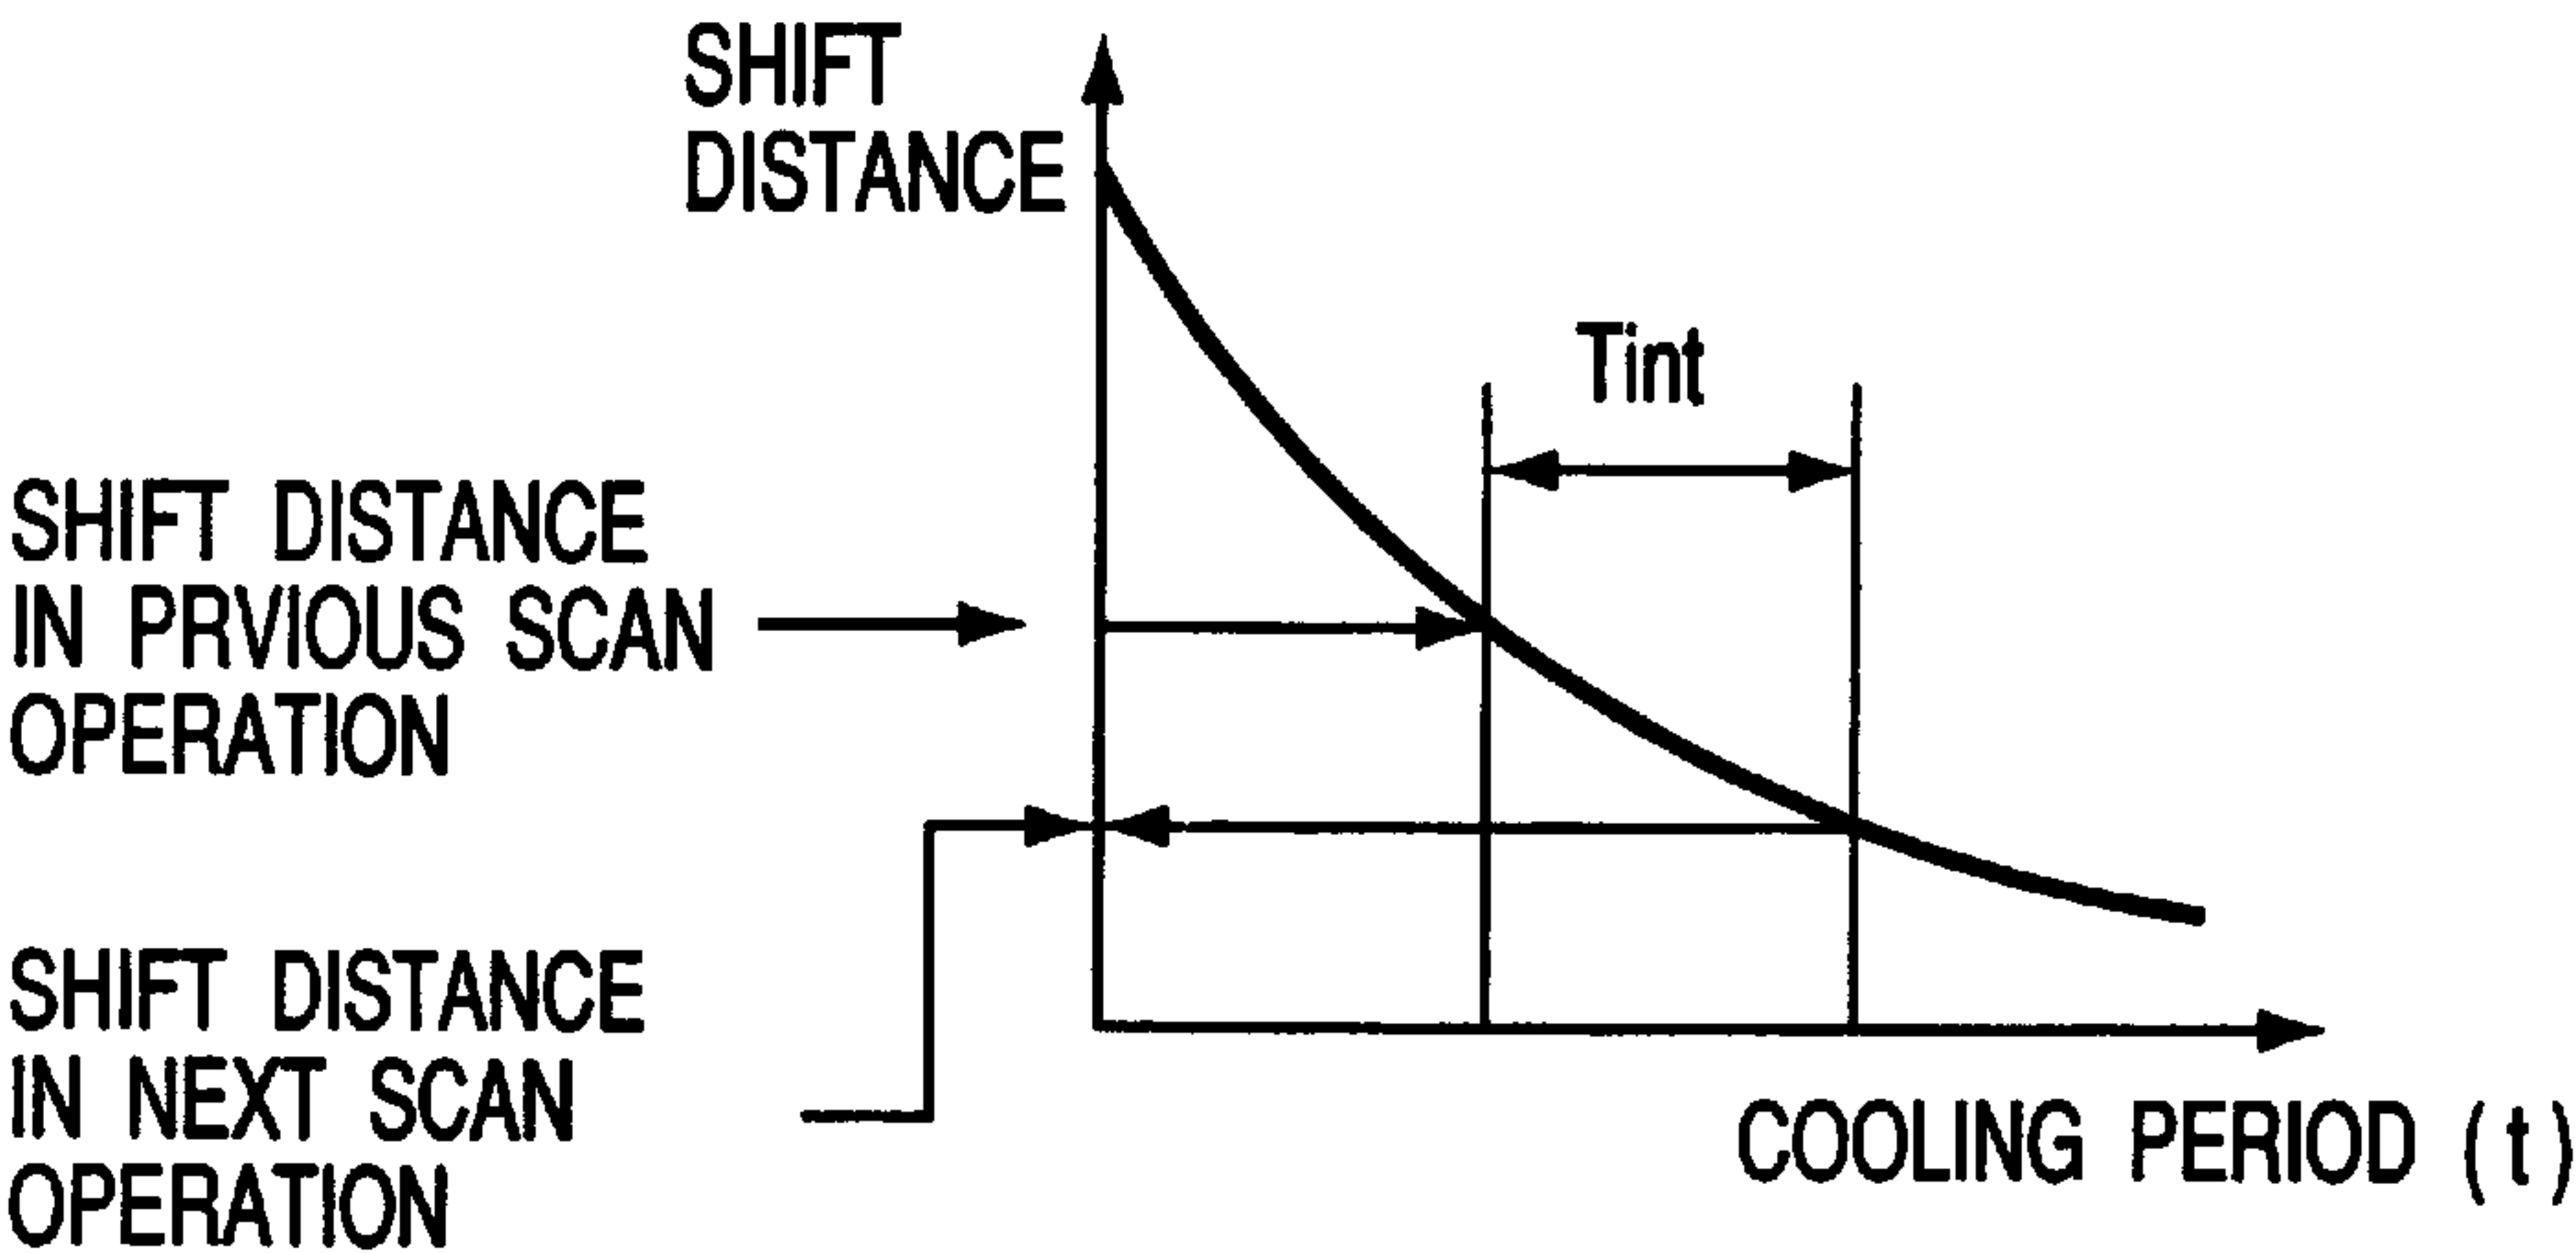 SHIFT
DISTANCE
Tint
SHIFT DISTANCE
IN PRVIOUS SCAN
OPERATION
SHIFT DISTANCE
IN NEXT SCAN
OPERATION
COOLING PERIOD (t)